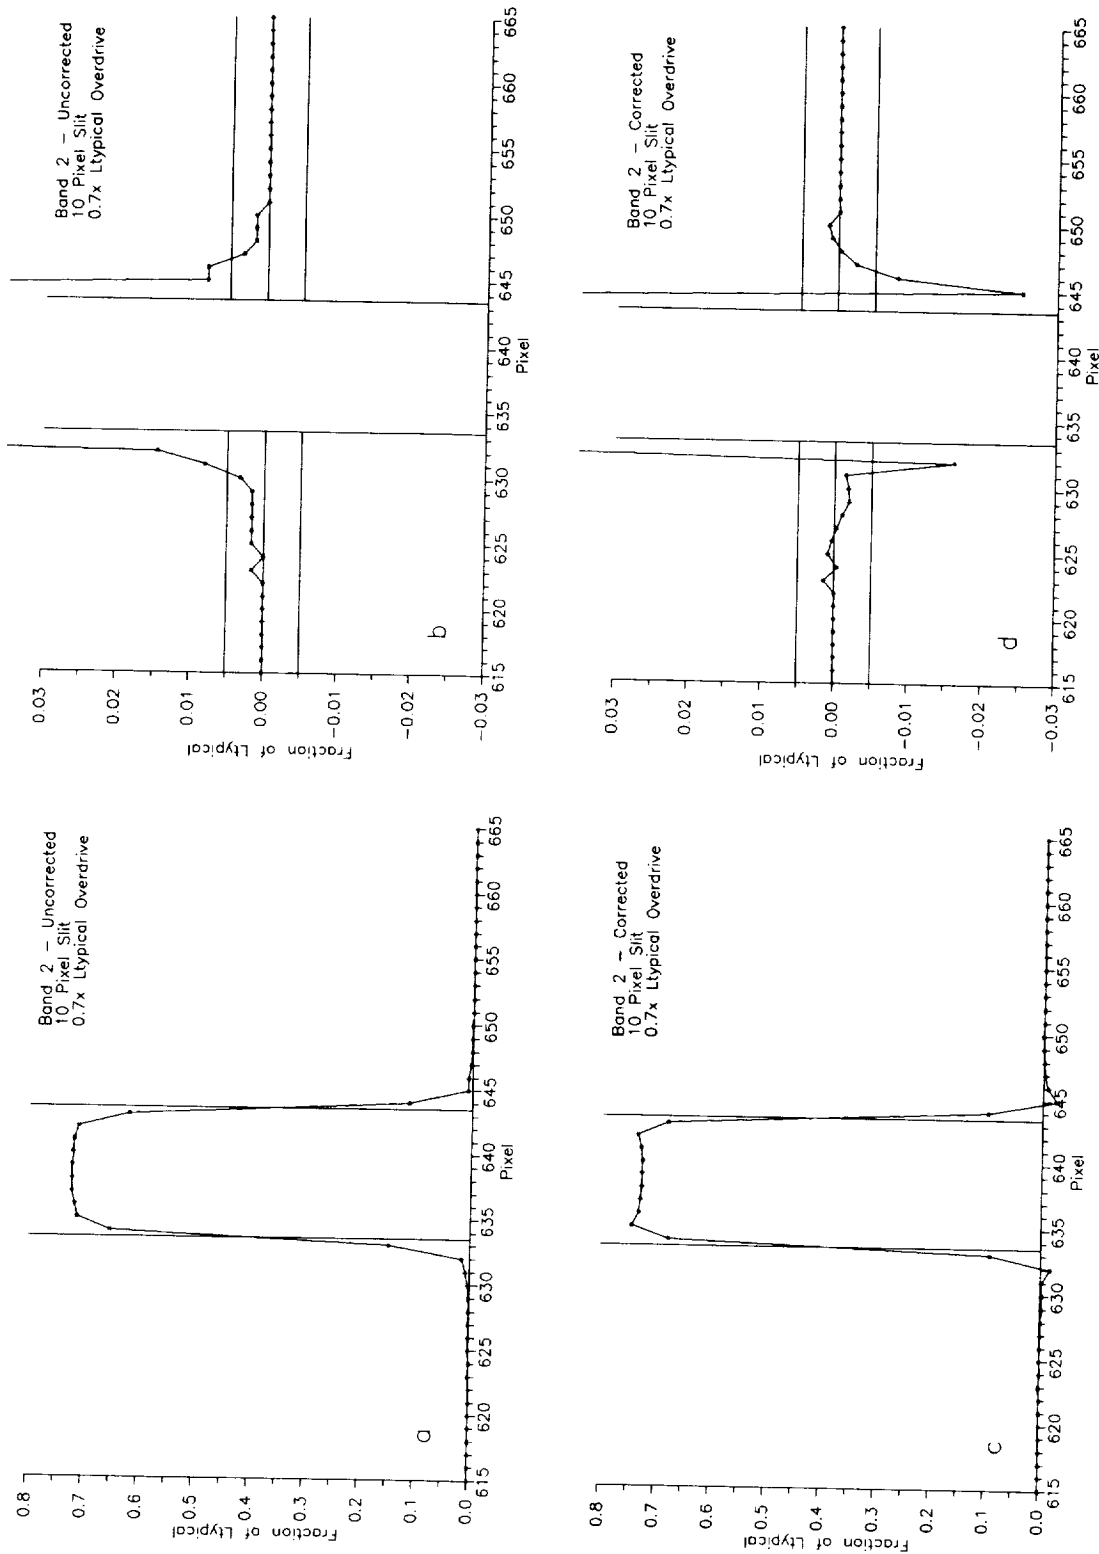 Band 2 – Uncorrected
10 Pixel Slit
0.7x Ltypical Overdrive
a
Fraction of Ltypical
0.8
0.7
0.6
0.5
0.4
0.3
0.2
0.1
0.0
615 620 625 630 635 640 645 650 655 660 665
Pixel
Band 2 – Uncorrected
10 Pixel Slit
0.7x Ltypical Overdrive
b
Fraction of Ltypical
0.03
0.02
0.01
0.00
-0.01
-0.02
-0.03
615 620 625 630 635 640 645 650 655 660 665
Pixel
Band 2 – Corrected
10 Pixel Slit
0.7x Ltypical Overdrive
c
Fraction of Ltypical
0.8
0.7
0.6
0.5
0.4
0.3
0.2
0.1
0.0
615 620 625 630 635 640 645 650 655 660 665
Pixel
Band 2 – Corrected
10 Pixel Slit
0.7x Ltypical Overdrive
d
Fraction of Ltypical
0.03
0.02
0.01
0.00
-0.01
-0.02
-0.03
615 620 625 630 635 640 645 650 655 660 665
Pixel